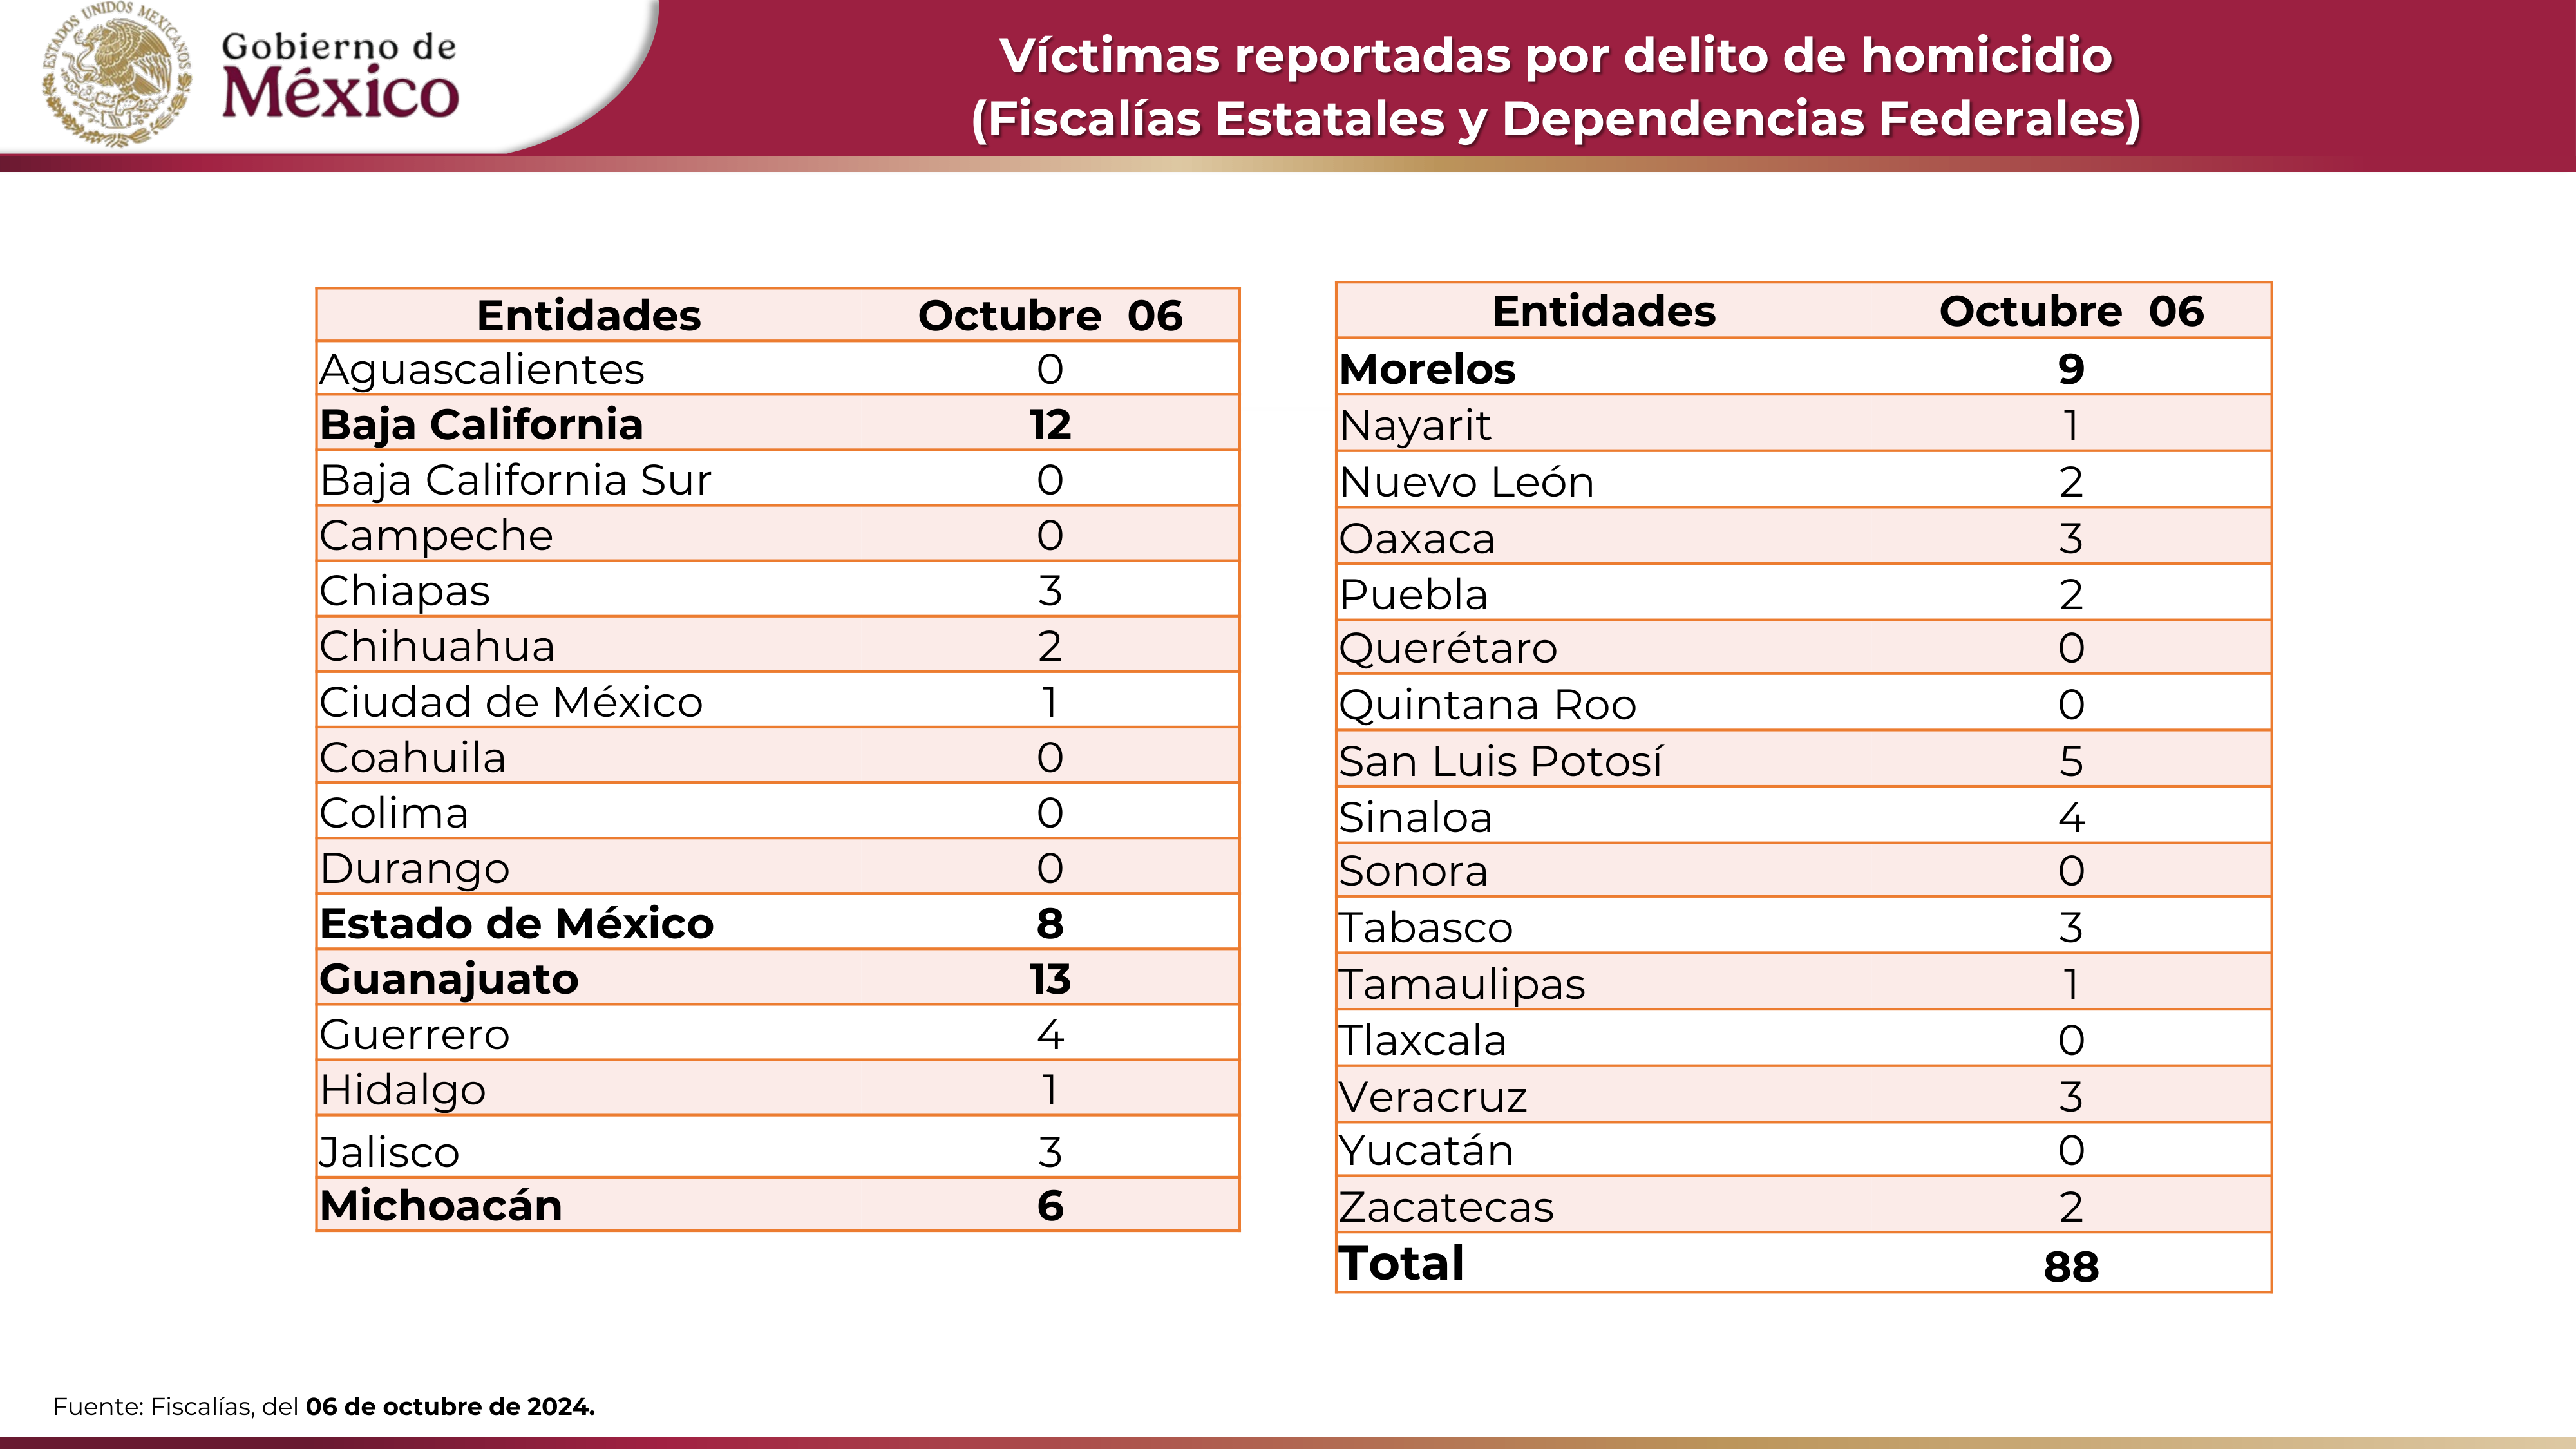 ESTADOS UNIDOS MEXICANOS
Gobierno de
México
Víctimas reportadas por delito de homicidio
(Fiscalías Estatales y Dependencias Federales)
Entidades Octubre 06
Aguascalientes 0
Baja California 12
Baja California Sur 0
Campeche 0
Chiapas 3
Chihuahua 2
Ciudad de México 1
Coahuila 0
Colima 0
Durango 0
Estado de México 8
Guanajuato 13
Guerrero 4
Hidalgo 1
Jalisco 3
Michoacán 6
Entidades Octubre 06
Morelos 9
Nayarit 1
Nuevo León 2
Oaxaca 3
Puebla 2
Querétaro 0
Quintana Roo 0
San Luis Potosí 5
Sinaloa 4
Sonora 0
Tabasco 3
Tamaulipas 1
Tlaxcala 0
Veracruz 3
Yucatán 0
Zacatecas 2
Total 88
Fuente: Fiscalías, del 06 de octubre de 2024.